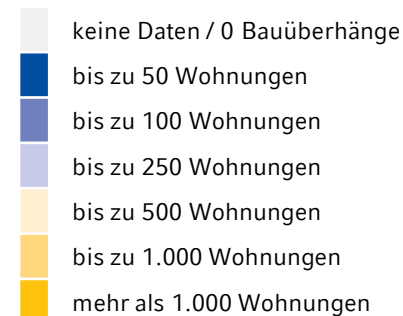 keine Daten / 0 Bauüberhänge
bis zu 50 Wohnungen
bis zu 100 Wohnungen
bis zu 250 Wohnungen
bis zu 500 Wohnungen
bis zu 1.000 Wohnungen
mehr als 1.000 Wohnungen